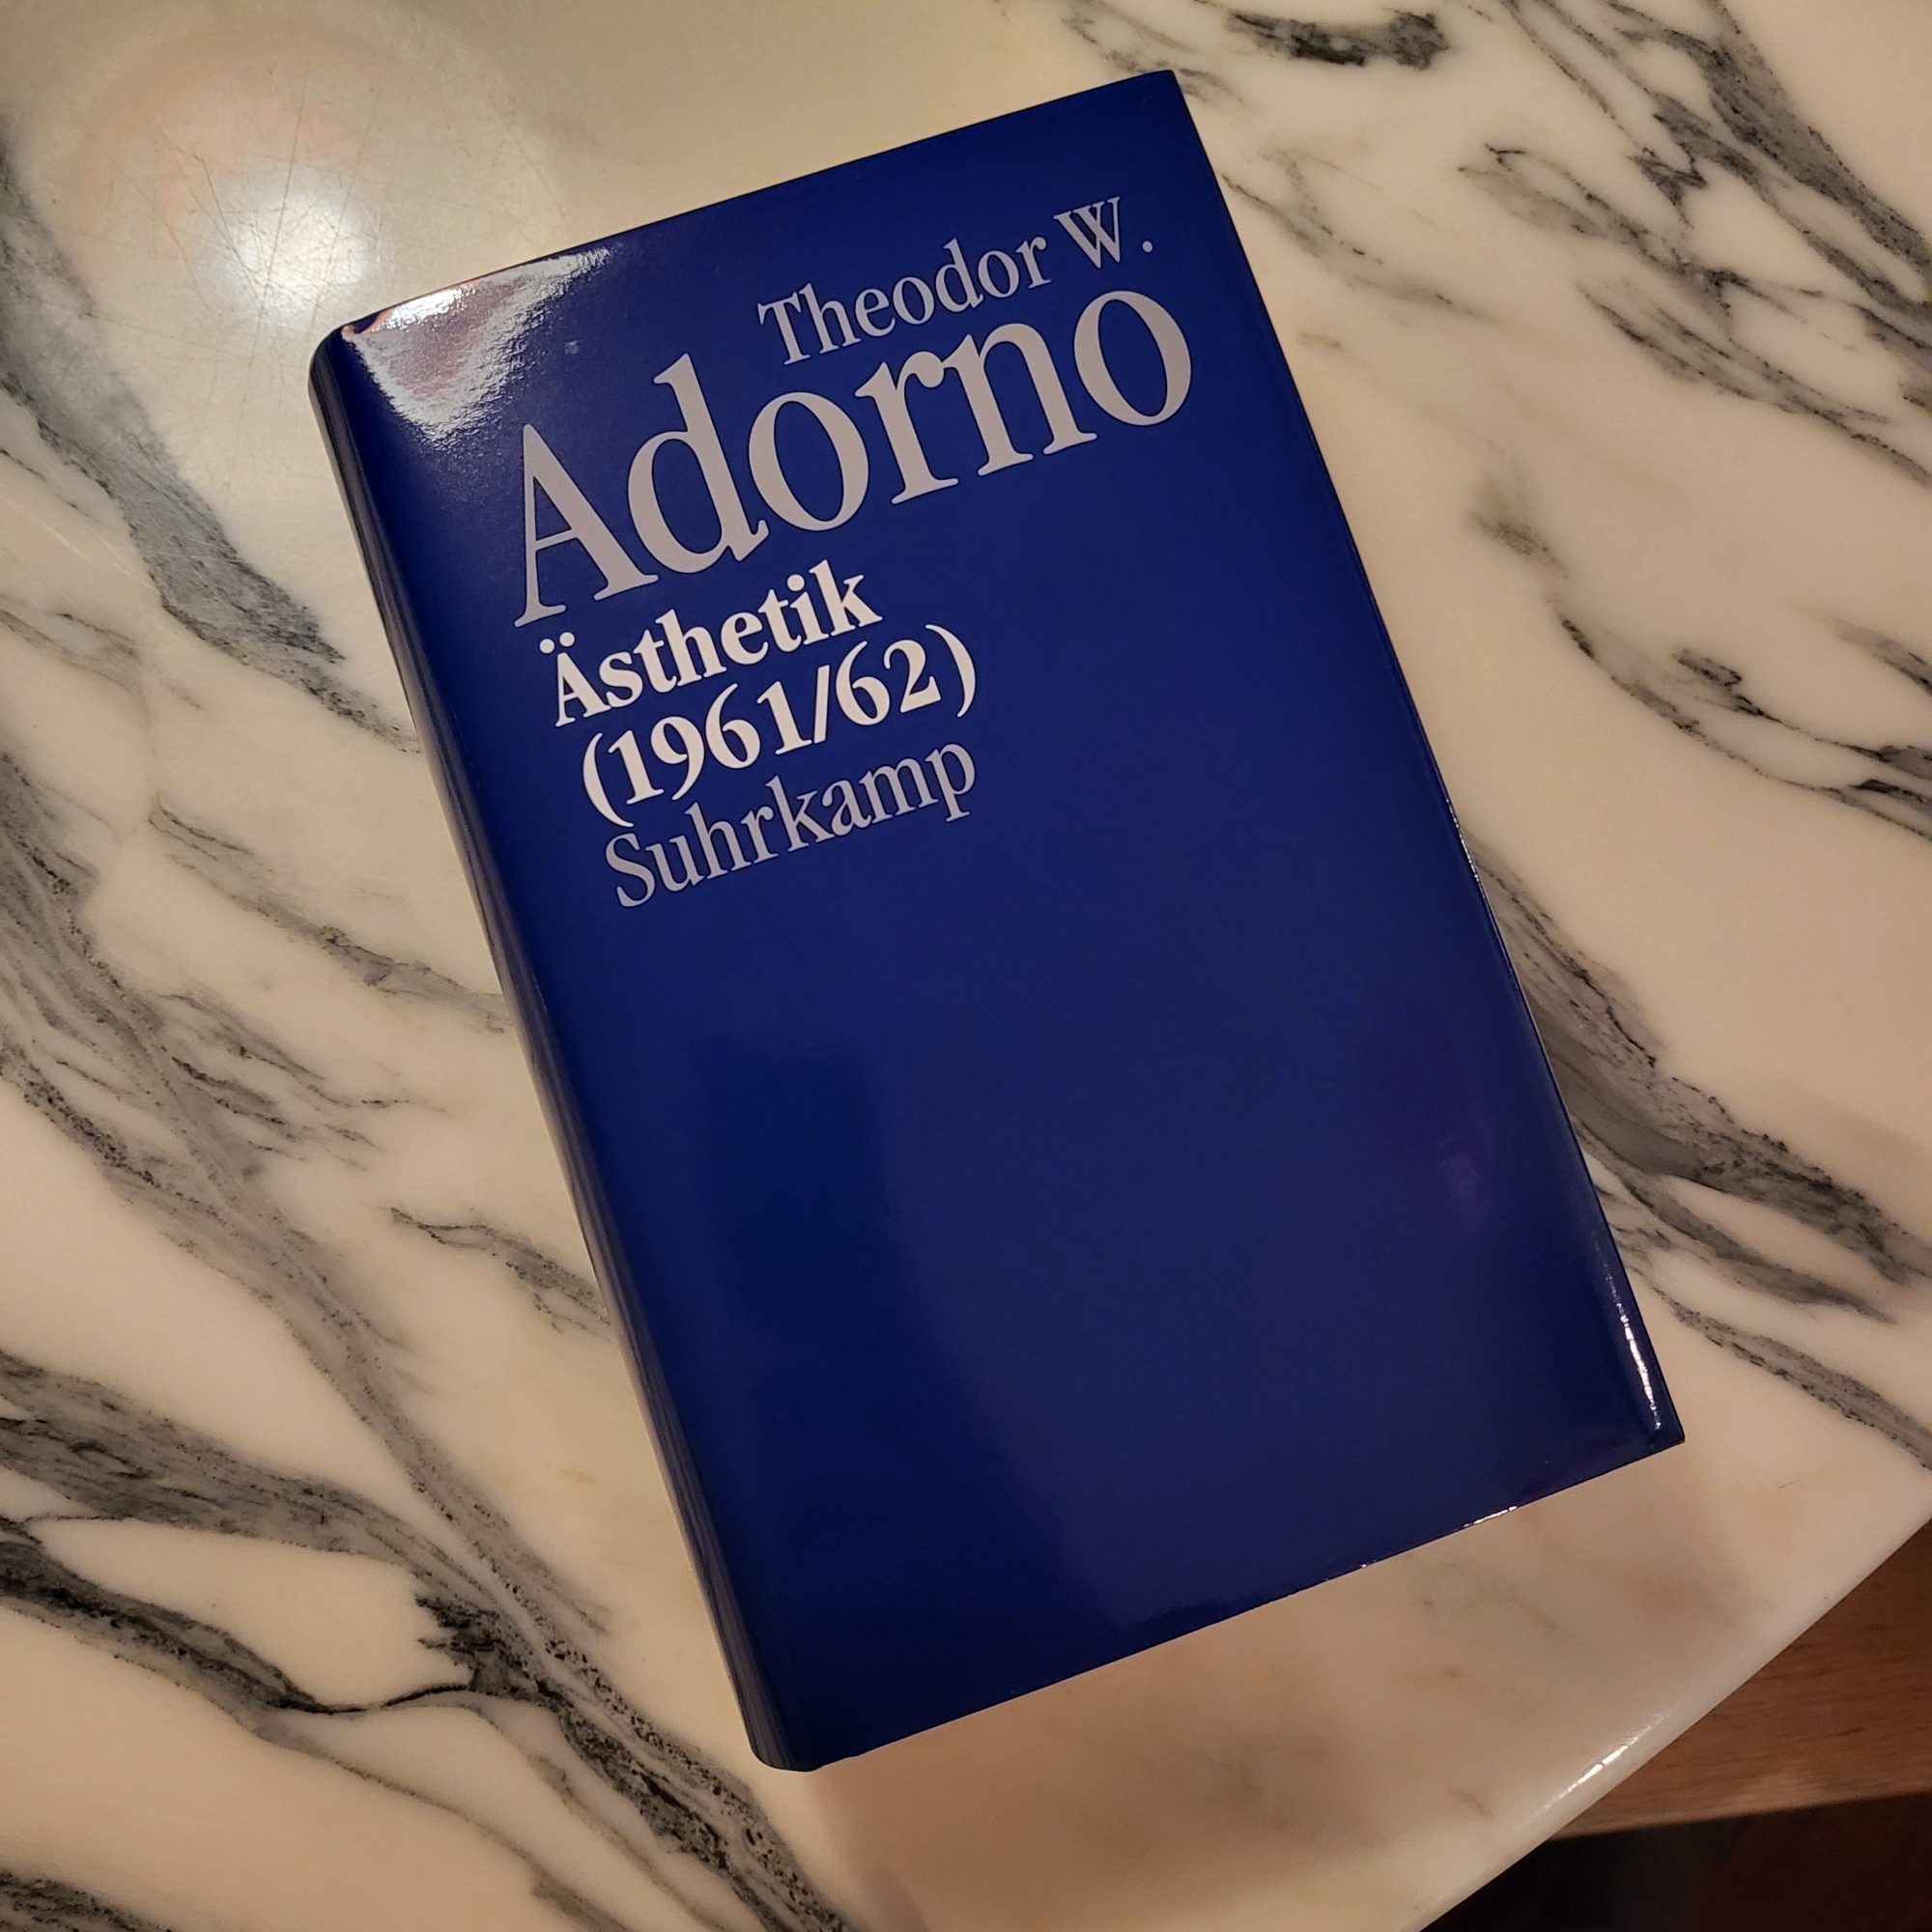 Theodor W.
Adorno
Ästhetik
(1961/62)
Suhrkamp